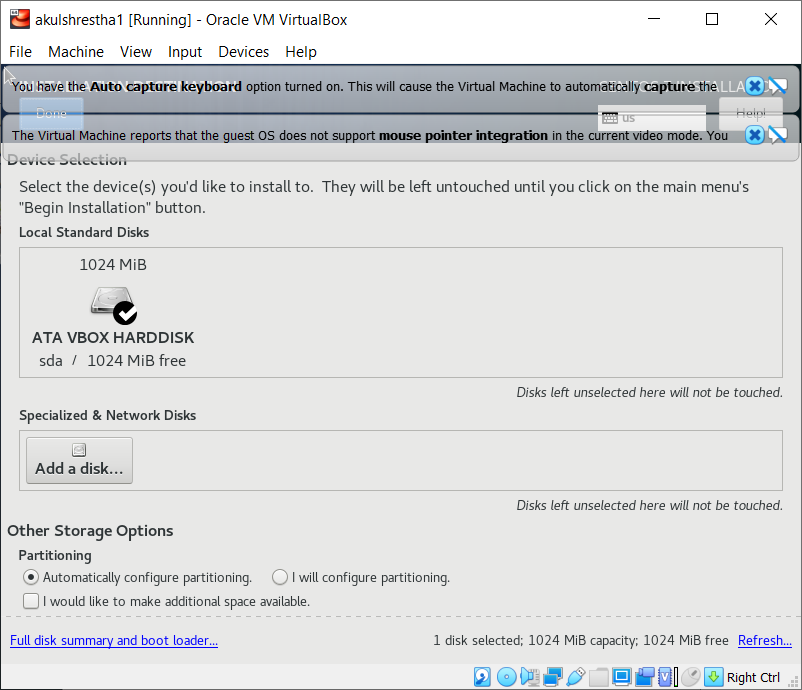 akulshrestha1 [Running] - Oracle VM VirtualBox
File Machine View Input Devices Help
INSTALLATION DESTINATION
You have the Auto capture keyboard option turned on. This will cause the Virtual Machine to automatically capture the
Done
us
Help!
The Virtual Machine reports that the guest OS does not support mouse pointer integration in the current video mode. You
Device Selection
Select the device(s) you'd like to install to. They will be left untouched until you click on the main menu's
"Begin Installation" button.
Local Standard Disks
1024 MiB
ATA VBOX HARDDISK
sda / 1024 MiB free
Disks left unselected here will not be touched.
Specialized & Network Disks
Add a disk...
Disks left unselected here will not be touched.
Other Storage Options
Partitioning
Automatically configure partitioning. I will configure partitioning.
I would like to make additional space available.
Full disk summary and boot loader... 1 disk selected; 1024 MiB capacity; 1024 MiB free Refresh...
V
Right Ctrl